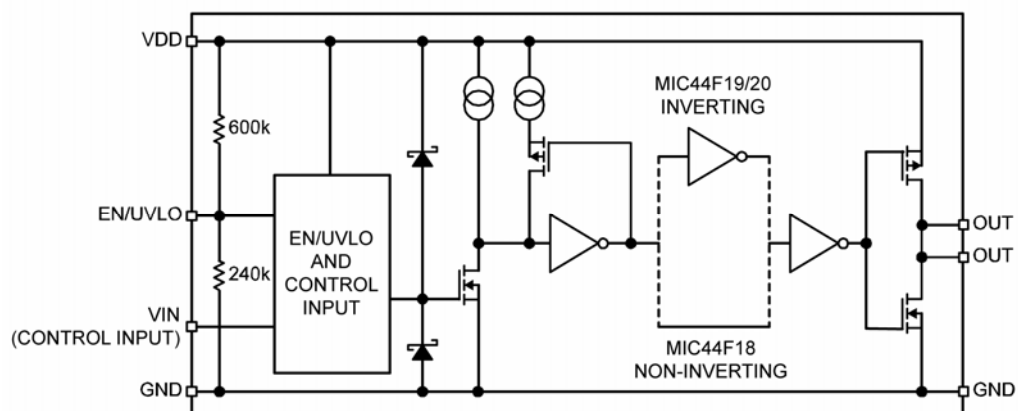 VDD
600k
EN/UVLO
240k
VIN
(CONTROL INPUT)
GND
EN/UVLO
AND
CONTROL
INPUT
MIC44F19/20
INVERTING
MIC44F18
NON-INVERTING
OUT
OUT
GND